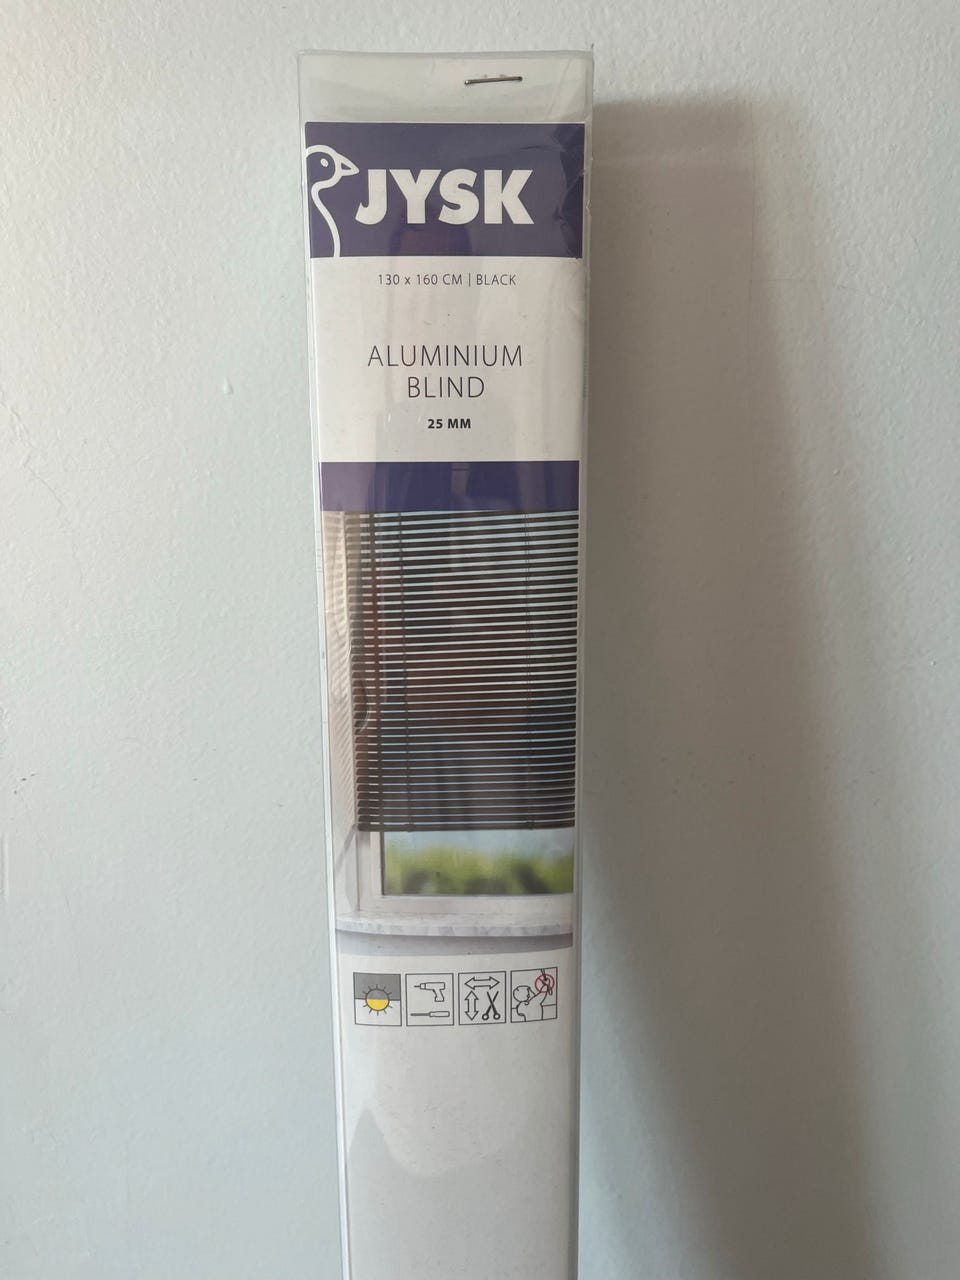 JYSK
130 x 160 CM | BLACK
ALUMINIUM
BLIND
25 MM